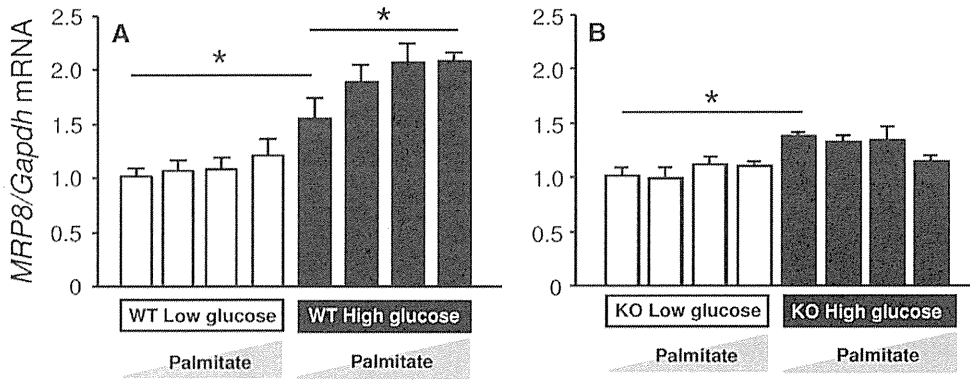 MRP8/Gapdh mRNA
2.5
2.0
1.5
1.0
0.5
0
A
*
*
WT Low glucose
WT High glucose
Palmitate
Palmitate
2.5
2.0
1.5
1.0
0.5
0
B
*
KO Low glucose
KO High glucose
Palmitate
Palmitate